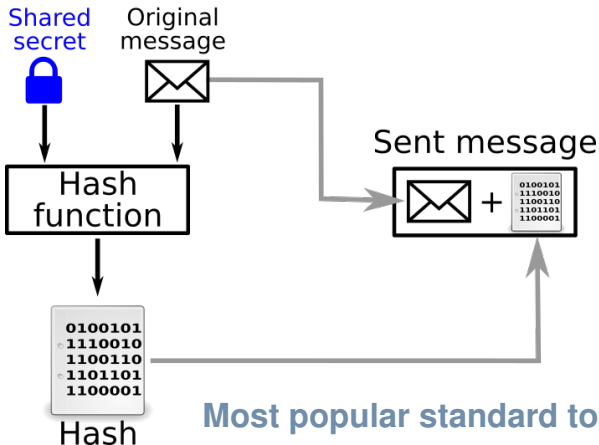 Shared
secret
Original
message
Hash
function
Sent message
+
0100101
1110010
1100110
1101101
1100001
0100101
1110010
1100110
1101101
1100001
Hash
Most popular standard to